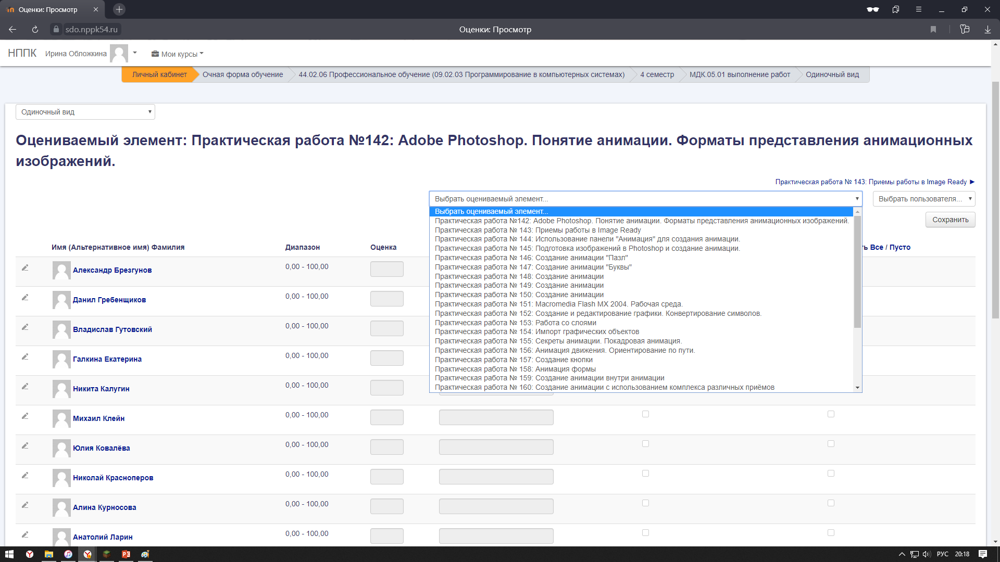 Оценки: Просмотр
sdo.nppk54.ru
Оценки: Просмотр
НППК
Ирина Обложкина
Мои курсы
Личный кабинет
Очная форма обучение
44.02.06 Профессиональное обучение (09.02.03 Программирование в компьютерных системах)
4 семестр
МДК.05.01 выполнение работ
Одиночный вид
Одиночный вид
Оцениваемый элемент: Практическая работа №142: Adobe Photoshop. Понятие анимации. Форматы представления анимационных
изображений.
Практическая работа № 143: Приемы работы в Image Ready ►
Выбрать оцениваемый элемент...
Выбрать пользователя...
Выбрать оцениваемый элемент...
Практическая работа №142: Adobe Photoshop. Понятие анимации. Форматы представления анимационных изображений.
Практическая работа № 143: Приемы работы в Image Ready
Практическая работа № 144: Использование панели "Анимация" для создания анимации.
Практическая работа № 145: Подготовка изображений в Photoshop и создание анимации.
Практическая работа № 146: Создание анимации "Пазл"
Практическая работа № 147: Создание анимации "Буквы"
Практическая работа № 148: Создание анимации
Практическая работа № 149: Создание анимации
Практическая работа № 150: Создание анимации
Практическая работа № 151: Macromedia Flash MX 2004. Рабочая среда.
Практическая работа № 152: Создание и редактирование графики. Конвертирование символов.
Практическая работа № 153: Работа со слоями
Практическая работа № 154: Импорт графических объектов
Практическая работа № 155: Секреты анимации. Покадровая анимация.
Практическая работа № 156: Анимация движения. Ориентирование по пути.
Практическая работа № 157: Создание кнопки
Практическая работа № 158: Анимация формы
Практическая работа № 159: Создание анимации внутри анимации
Практическая работа № 160: Создание анимации с использованием комплекса различных приёмов
Сохранить
Имя (Альтернативное имя) Фамилия
Диапазон
Оценка
ь Все / Пусто
Александр Брезгунов
0,00 - 100,00
Данил Гребенщиков
0,00 - 100,00
Владислав Гутовский
0,00 - 100,00
Галкина Екатерина
0,00 - 100,00
Никита Калугин
0,00 - 100,00
Михаил Клейн
0,00 - 100,00
Юлия Ковалёва
0,00 - 100,00
Николай Красноперов
0,00 - 100,00
Алина Курносова
0,00 - 100,00
Анатолий Ларин
0,00 - 100,00
РУС
20:18